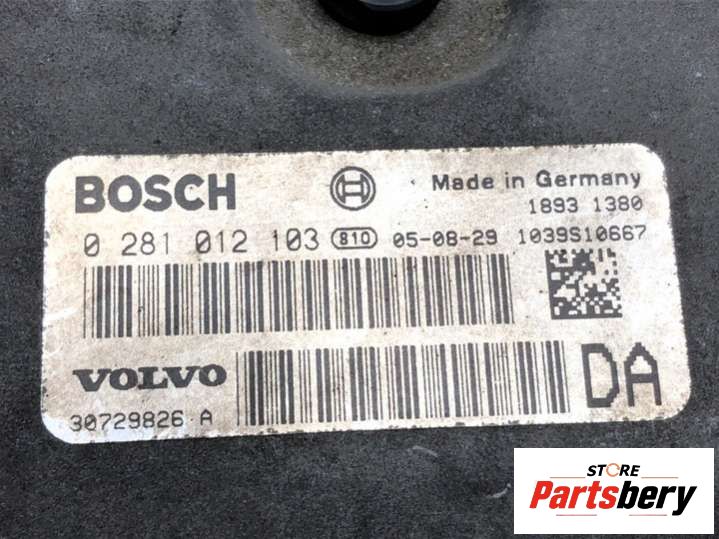 BOSCH Made in Germany
1893 1380
0 281 012 103 810 05-08-29 1039S10667
VOLVO DA
30729826 A
STORE
Partsbery